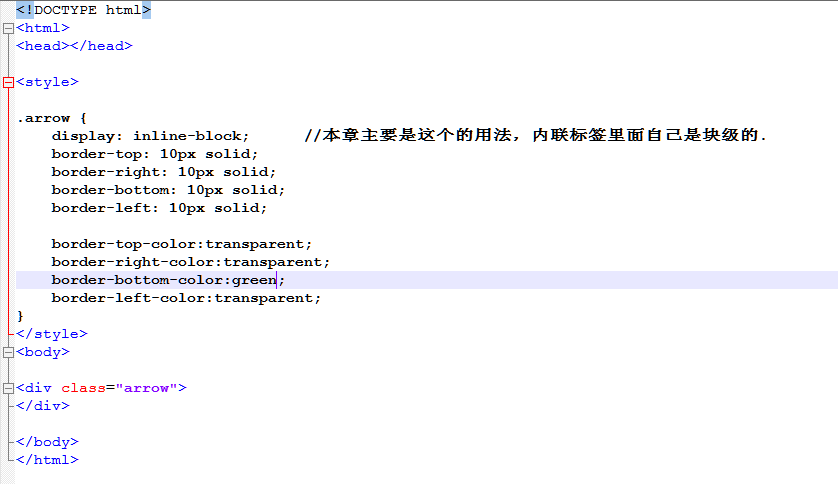 <!DOCTYPE html>
<html>
<head></head>
<style>
.arrow {
display: inline-block; //本章主要是这个的用法，内联标签里面自己是块级的.
border-top: 10px solid;
border-right: 10px solid;
border-bottom: 10px solid;
border-left: 10px solid;
border-top-color:transparent;
border-right-color:transparent;
border-bottom-color:green;
border-left-color:transparent;
}
</style>
<body>
<div class="arrow">
</div>
</body>
</html>